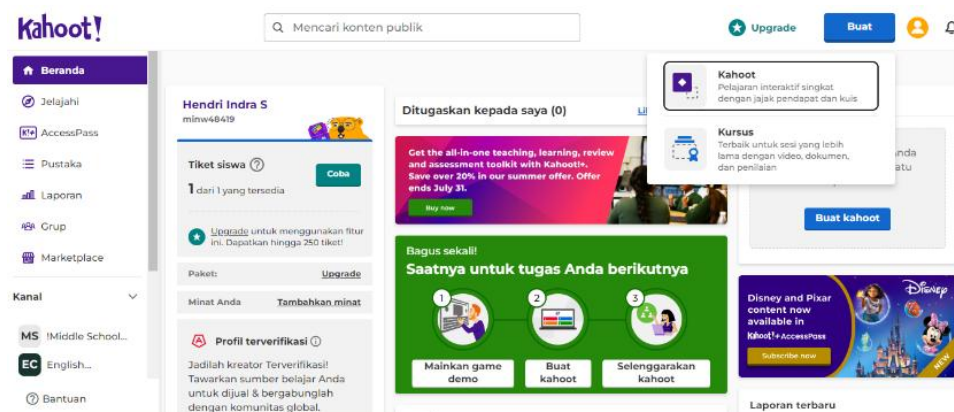 Kahoot!
Mencari konten publik
Upgrade
Buat
Beranda
Jelajahi
K!+ AccessPass
Pustaka
Laporan
Grup
Marketplace
Kanal
MS !Middle School...
EC English...
Bantuan
Hendri Indra S
minw48419
Tiket siswa
Coba
1 dari 1 yang tersedia
Upgrade untuk menggunakan fitur
ini. Dapatkan hingga 250 tiket!
Paket: Upgrade
Minat Anda Tambahkan minat
Profil terverifikasi
Jadilah kreator Terverifikasi!
Tawarkan sumber belajar Anda
untuk dijual & bergabunglah
dengan komunitas global.
Ditugaskan kepada saya (0)
Get the all-in-one teaching, learning, review
and assessment toolkit with Kahoot!+.
Save over 20% in our summer offer. Offer
ends July 31.
Buy now
Bagus sekali!
Saatnya untuk tugas Anda berikutnya
1 2 3
Mainkan game
demo
Buat
kahoot
Selenggarakan
kahoot
Kahoot
Pelajaran interaktif singkat
dengan jajak pendapat dan kuis
Kursus
Terbaik untuk sesi yang lebih
lama dengan video, dokumen,
dan penilaian
Buat kahoot
Disney
Disney and Pixar
content now
available in
Kahoot!+ AccessPass
Subscribe now
NEW
Laporan terbaru